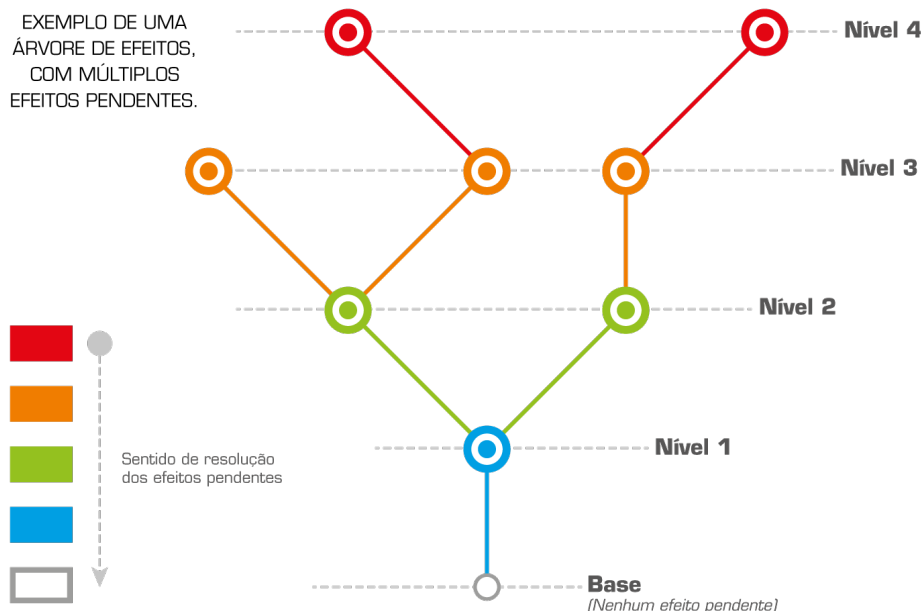 EXEMPLO DE UMA
ÁRVORE DE EFEITOS,
COM MÚLTIPLOS
EFEITOS PENDENTES.
Nível 4
Nível 3
Nível 2
Nível 1
Sentido de resolução
dos efeitos pendentes
Base
(Nenhum efeito pendente)